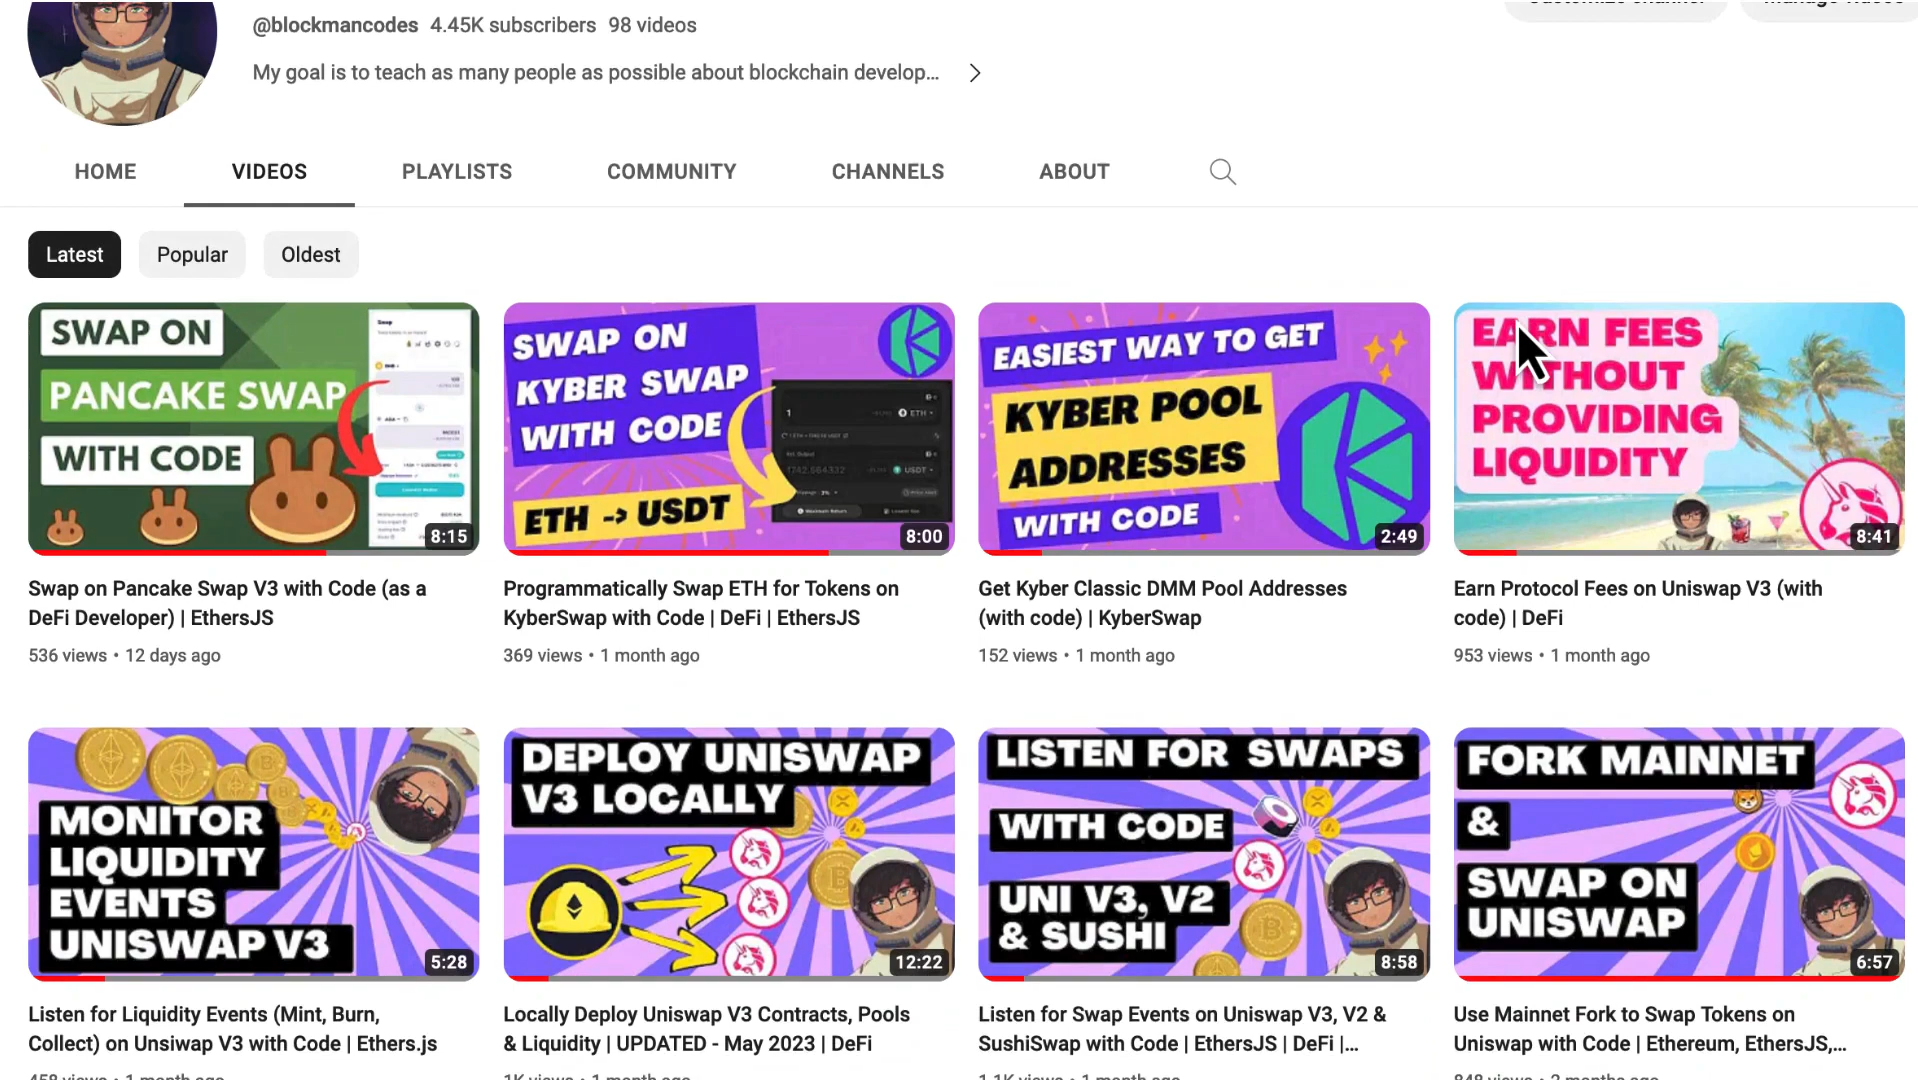 @blockmancodes 4.45K subscribers 98 videos
My goal is to teach as many people as possible about blockchain develop...
HOME VIDEOS PLAYLISTS COMMUNITY CHANNELS ABOUT
Latest Popular Oldest
SWAP ON
PANCAKE SWAP
WITH CODE
Swap
8:15
SWAP ON
KYBER SWAP
WITH CODE
ETH -> USDT
1 ETH
USDT
8:00
EASIEST WAY TO GET
KYBER POOL
ADDRESSES
WITH CODE
2:49
EARN FEES
WITHOUT
PROVIDING
LIQUIDITY
8:41
Swap on Pancake Swap V3 with Code (as a
DeFi Developer) | EthersJS
536 views • 12 days ago
Programmatically Swap ETH for Tokens on
KyberSwap with Code | DeFi | EthersJS
369 views • 1 month ago
Get Kyber Classic DMM Pool Addresses
(with code) | KyberSwap
152 views • 1 month ago
Earn Protocol Fees on Uniswap V3 (with
code) | DeFi
953 views • 1 month ago
MONITOR
LIQUIDITY
EVENTS
UNISWAP V3
5:28
DEPLOY UNISWAP
V3 LOCALLY
12:22
LISTEN FOR SWAPS
WITH CODE
UNI V3, V2
& SUSHI
8:58
FORK MAINNET
&
SWAP ON
UNISWAP
6:57
Listen for Liquidity Events (Mint, Burn,
Collect) on Unsiwap V3 with Code | Ethers.js
Locally Deploy Uniswap V3 Contracts, Pools
& Liquidity | UPDATED - May 2023 | DeFi
Listen for Swap Events on Uniswap V3, V2 &
SushiSwap with Code | EthersJS | DeFi |...
Use Mainnet Fork to Swap Tokens on
Uniswap with Code | Ethereum, EthersJS,...